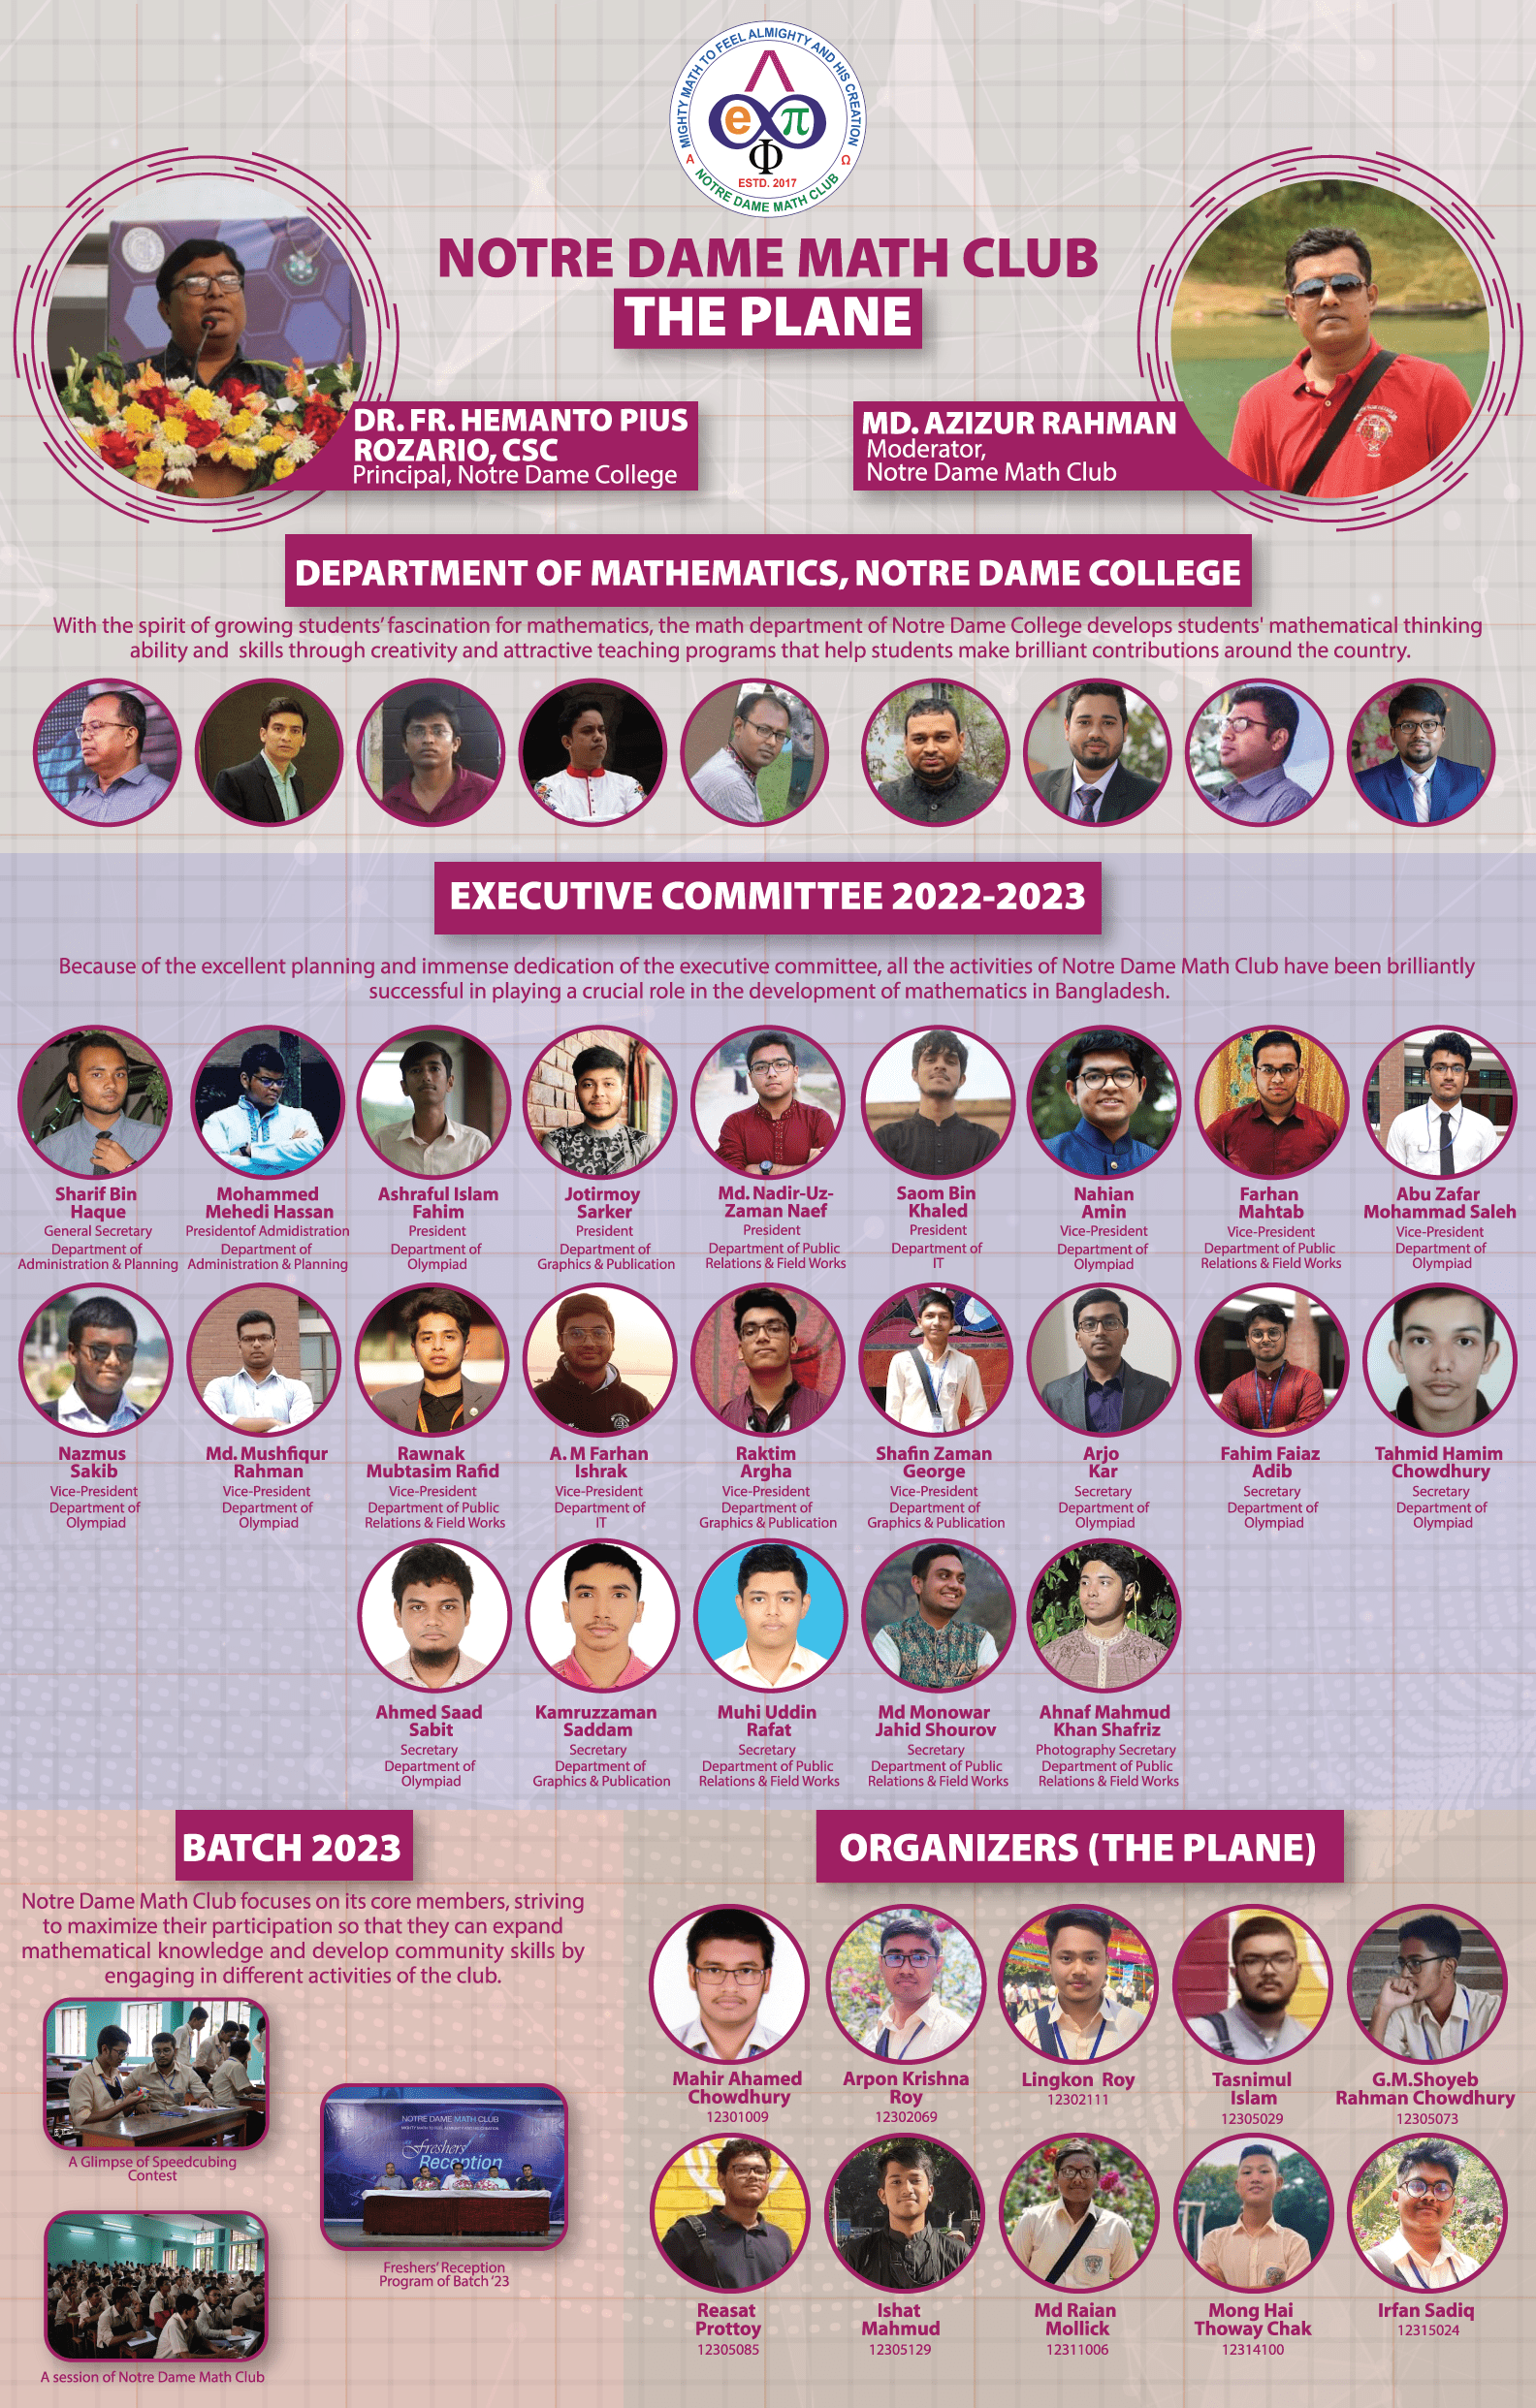 MIGHTY MATH TO FEEL ALMIGHTY AND HIS CREATION
e π
Φ
Α Ω
ESTD. 2017
NOTRE DAME MATH CLUB
NOTRE DAME MATH CLUB
THE PLANE
DR. FR. HEMANTO PIUS
ROZARIO, CSC
Principal, Notre Dame College
MD. AZIZUR RAHMAN
Moderator,
Notre Dame Math Club
DEPARTMENT OF MATHEMATICS, NOTRE DAME COLLEGE
With the spirit of growing students' fascination for mathematics, the math department of Notre Dame College develops students' mathematical thinking
ability and skills through creativity and attractive teaching programs that help students make brilliant contributions around the country.
EXECUTIVE COMMITTEE 2022-2023
Because of the excellent planning and immense dedication of the executive committee, all the activities of Notre Dame Math Club have been brilliantly
successful in playing a crucial role in the development of mathematics in Bangladesh.
Sharif Bin
Haque
General Secretary
Department of
Administration & Planning
Mohammed
Mehedi Hassan
Presidentof Admidistration
Department of
Administration & Planning
Ashraful Islam
Fahim
President
Department of
Olympiad
Jotirmoy
Sarker
President
Department of
Graphics & Publication
Md. Nadir-Uz-
Zaman Naef
President
Department of Public
Relations & Field Works
Saom Bin
Khaled
President
Department of
IT
Nahian
Amin
Vice-President
Department of
Olympiad
Farhan
Mahtab
Vice-President
Department of Public
Relations & Field Works
Abu Zafar
Mohammad Saleh
Vice-President
Department of
Olympiad
Nazmus
Sakib
Vice-President
Department of
Olympiad
Md. Mushfiqur
Rahman
Vice-President
Department of
Olympiad
Rawnak
Mubtasim Rafid
Vice-President
Department of Public
Relations & Field Works
A. M Farhan
Ishrak
Vice-President
Department of
IT
Raktim
Argha
Vice-President
Department of
Graphics & Publication
Shafin Zaman
George
Vice-President
Department of
Graphics & Publication
Arjo
Kar
Secretary
Department of
Olympiad
Fahim Faiaz
Adib
Secretary
Department of
Olympiad
Tahmid Hamim
Chowdhury
Secretary
Department of
Olympiad
Ahmed Saad
Sabit
Secretary
Department of
Olympiad
Kamruzzaman
Saddam
Secretary
Department of
Graphics & Publication
Muhi Uddin
Rafat
Secretary
Department of Public
Relations & Field Works
Md Monowar
Jahid Shourov
Secretary
Department of Public
Relations & Field Works
Ahnaf Mahmud
Khan Shafriz
Photography Secretary
Department of Public
Relations & Field Works
BATCH 2023
Notre Dame Math Club focuses on its core members, striving
to maximize their participation so that they can expand
mathematical knowledge and develop community skills by
engaging in different activities of the club.
A Glimpse of Speedcubing
Contest
NOTRE DAME MATH CLUB
MIGHTY MATH TO FEEL ALMIGHTY AND HIS CREATION
Freshers'
Reception
Freshers' Reception
Program of Batch '23
A session of Notre Dame Math Club
ORGANIZERS (THE PLANE)
Mahir Ahamed
Chowdhury
12301009
Arpon Krishna
Roy
12302069
Lingkon Roy
12302111
Tasnimul
Islam
12305029
G.M.Shoyeb
Rahman Chowdhury
12305073
Reasat
Prottoy
12305085
Ishat
Mahmud
12305129
Md Raian
Mollick
12311006
Mong Hai
Thoway Chak
12314100
Irfan Sadiq
12315024